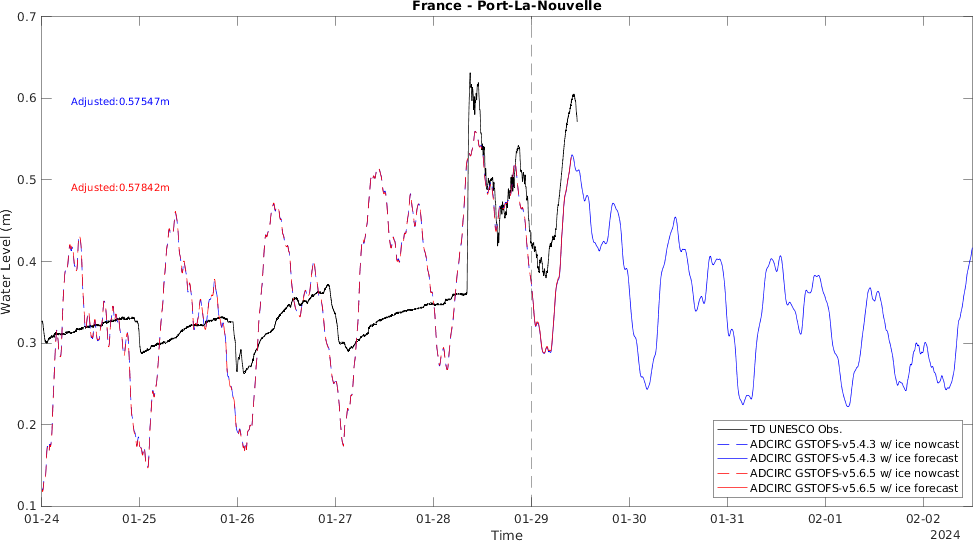 France - Port-La-Nouvelle
0.7
0.6
0.5
0.4
0.3
0.2
0.1
Water Level (m)
Adjusted:0.57547m
Adjusted:0.57842m
TD UNESCO Obs.
ADCIRC GSTOFS-v5.4.3 w/ ice nowcast
ADCIRC GSTOFS-v5.4.3 w/ ice forecast
ADCIRC GSTOFS-v5.6.5 w/ ice nowcast
ADCIRC GSTOFS-v5.6.5 w/ ice forecast
01-24 01-25 01-26 01-27 01-28 01-29 01-30 01-31 02-01 02-02
Time
2024